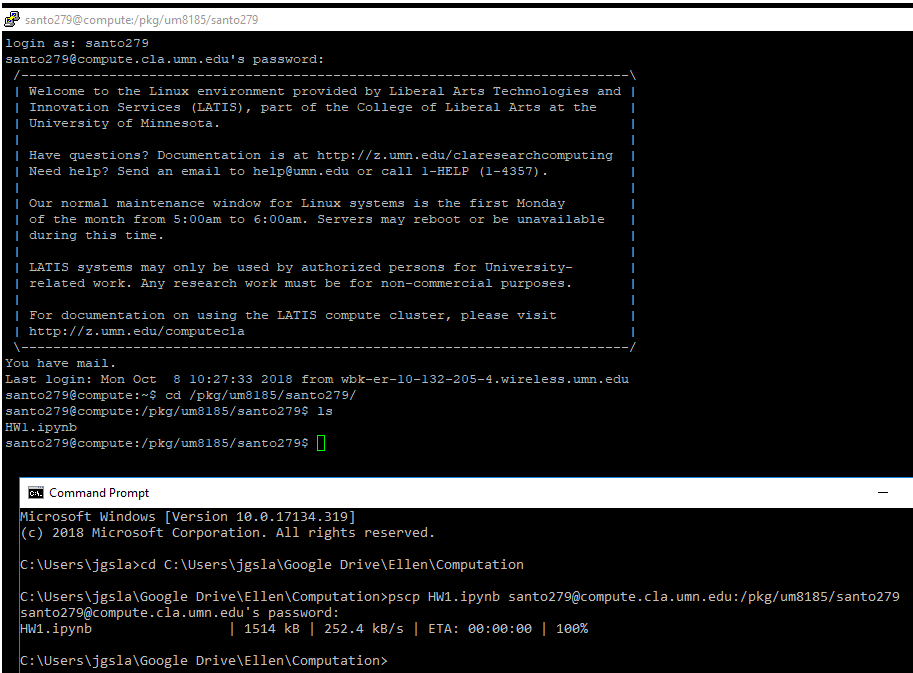 santo279@compute:/pkg/um8185/santo279
login as: santo279
santo279@compute.cla.umn.edu's password:
/-----------------------------------------------------------------------------\
| Welcome to the Linux environment provided by Liberal Arts Technologies and |
| Innovation Services (LATIS), part of the College of Liberal Arts at the |
| University of Minnesota. |
| |
| Have questions? Documentation is at http://z.umn.edu/claresearchcomputing |
| Need help? Send an email to help@umn.edu or call 1-HELP (1-4357). |
| |
| Our normal maintenance window for Linux systems is the first Monday |
| of the month from 5:00am to 6:00am. Servers may reboot or be unavailable |
| during this time. |
| |
| LATIS systems may only be used by authorized persons for University- |
| related work. Any research work must be for non-commercial purposes. |
| |
| For documentation on using the LATIS compute cluster, please visit |
| http://z.umn.edu/computecla |
\-----------------------------------------------------------------------------/
You have mail.
Last login: Mon Oct  8 10:27:33 2018 from wbk-er-10-132-205-4.wireless.umn.edu
santo279@compute:~$ cd /pkg/um8185/santo279/
santo279@compute:/pkg/um8185/santo279$ ls
HW1.ipynb
santo279@compute:/pkg/um8185/santo279$
Command Prompt
Microsoft Windows [Version 10.0.17134.319]
(c) 2018 Microsoft Corporation. All rights reserved.
C:\Users\jgsla>cd C:\Users\jgsla\Google Drive\Ellen\Computation
C:\Users\jgsla\Google Drive\Ellen\Computation>pscp HW1.ipynb santo279@compute.cla.umn.edu:/pkg/um8185/santo279
santo279@compute.cla.umn.edu's password:
HW1.ipynb | 1514 kB | 252.4 kB/s | ETA: 00:00:00 | 100%
C:\Users\jgsla\Google Drive\Ellen\Computation>